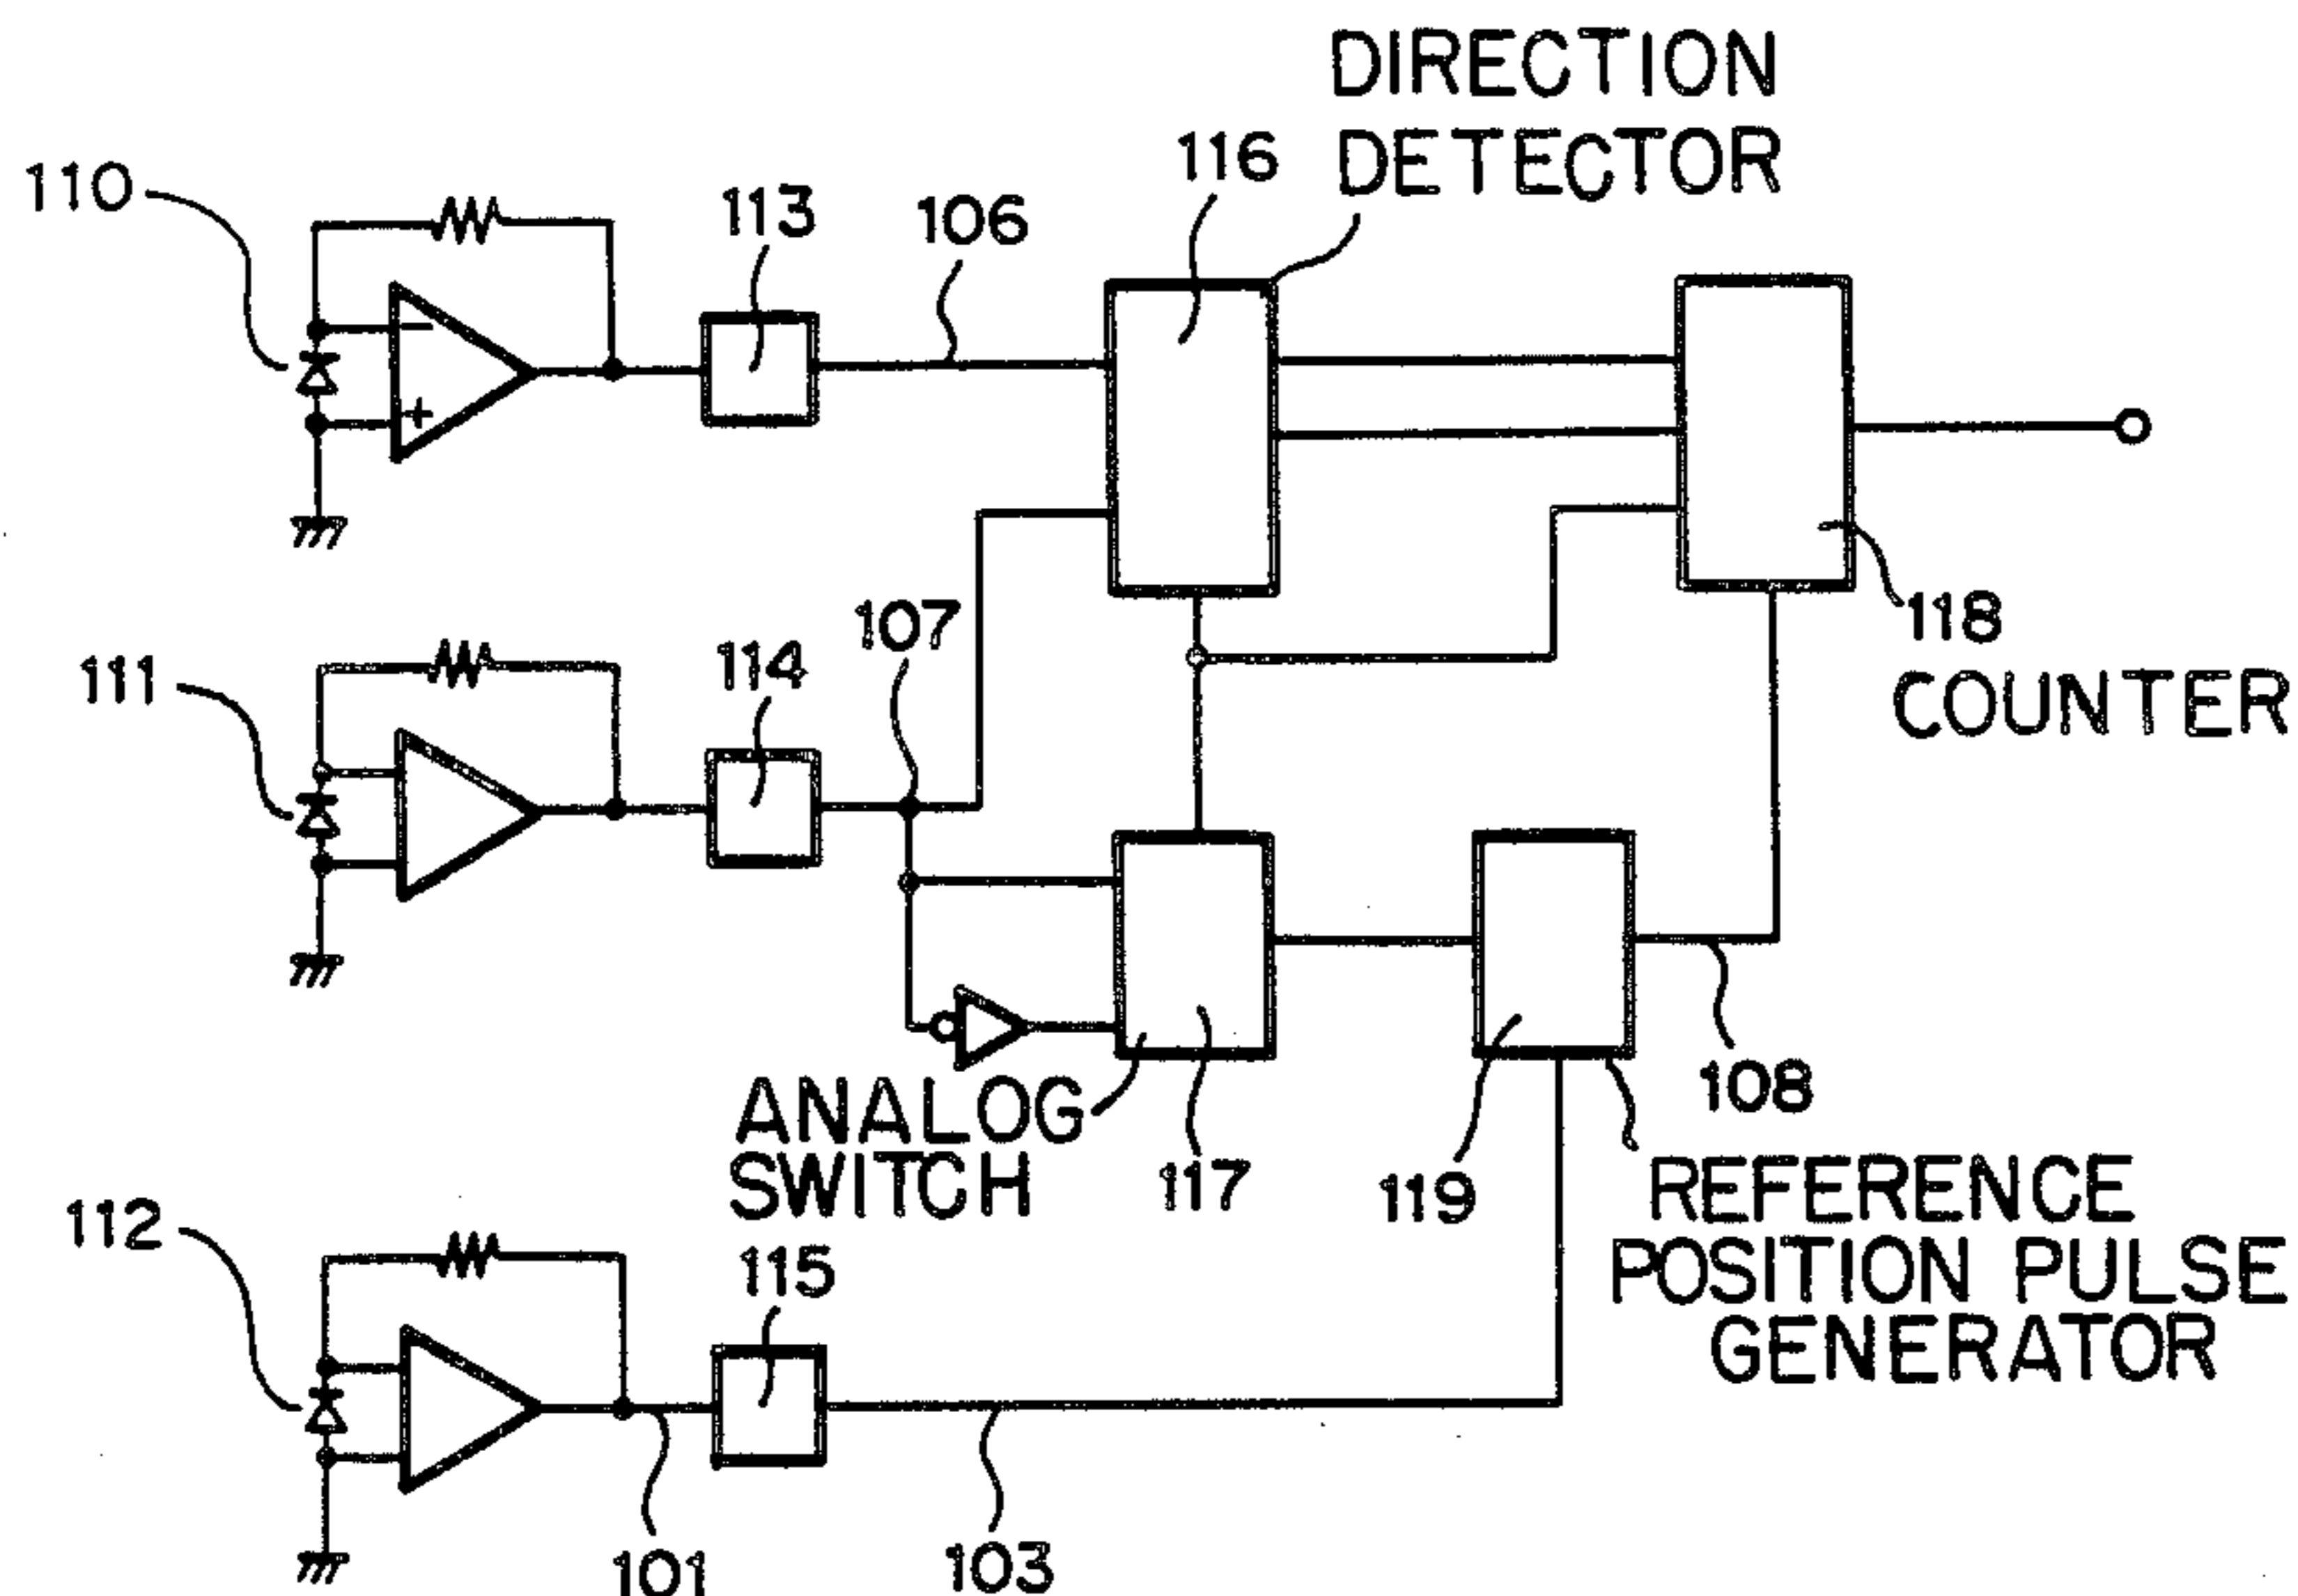 DIRECTION
DETECTOR
116
110
113
106
-
+
118
COUNTER
107
111
114
ANALOG
SWITCH
117
119
108
REFERENCE
POSITION PULSE
GENERATOR
112
115
101
103